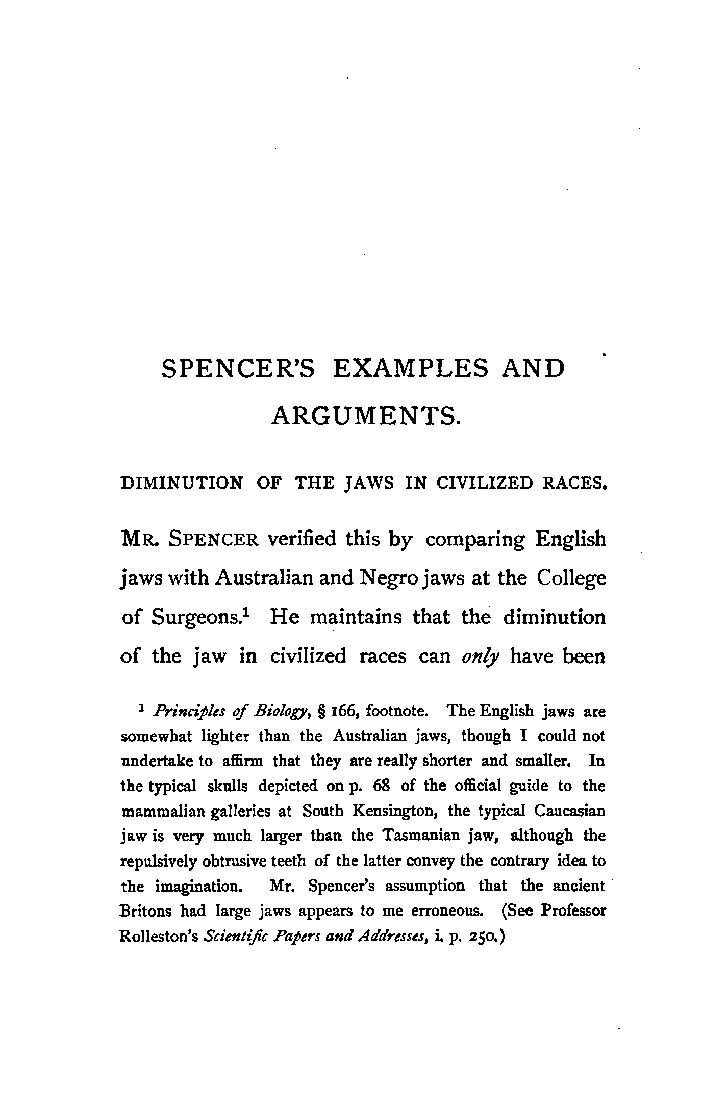 SPENCER'S EXAMPLES AND
ARGUMENTS.
DIMINUTION OF THE JAWS IN CIVILIZED RACES.
MR. SPENCER verified this by comparing English
jaws with Australian and Negro jaws at the College
of Surgeons.¹ He maintains that the diminution
of the jaw in civilized races can only have been
¹ Principles of Biology, § 166, footnote. The English jaws are
somewhat lighter than the Australian jaws, though I could not
undertake to affirm that they are really shorter and smaller. In
the typical skulls depicted on p. 68 of the official guide to the
mammalian galleries at South Kensington, the typical Caucasian
jaw is very much larger than the Tasmanian jaw, although the
repulsively obtrusive teeth of the latter convey the contrary idea to
the imagination. Mr. Spencer's assumption that the ancient
Britons had large jaws appears to me erroneous. (See Professor
Rolleston's Scientific Papers and Addresses, i. p. 250.)